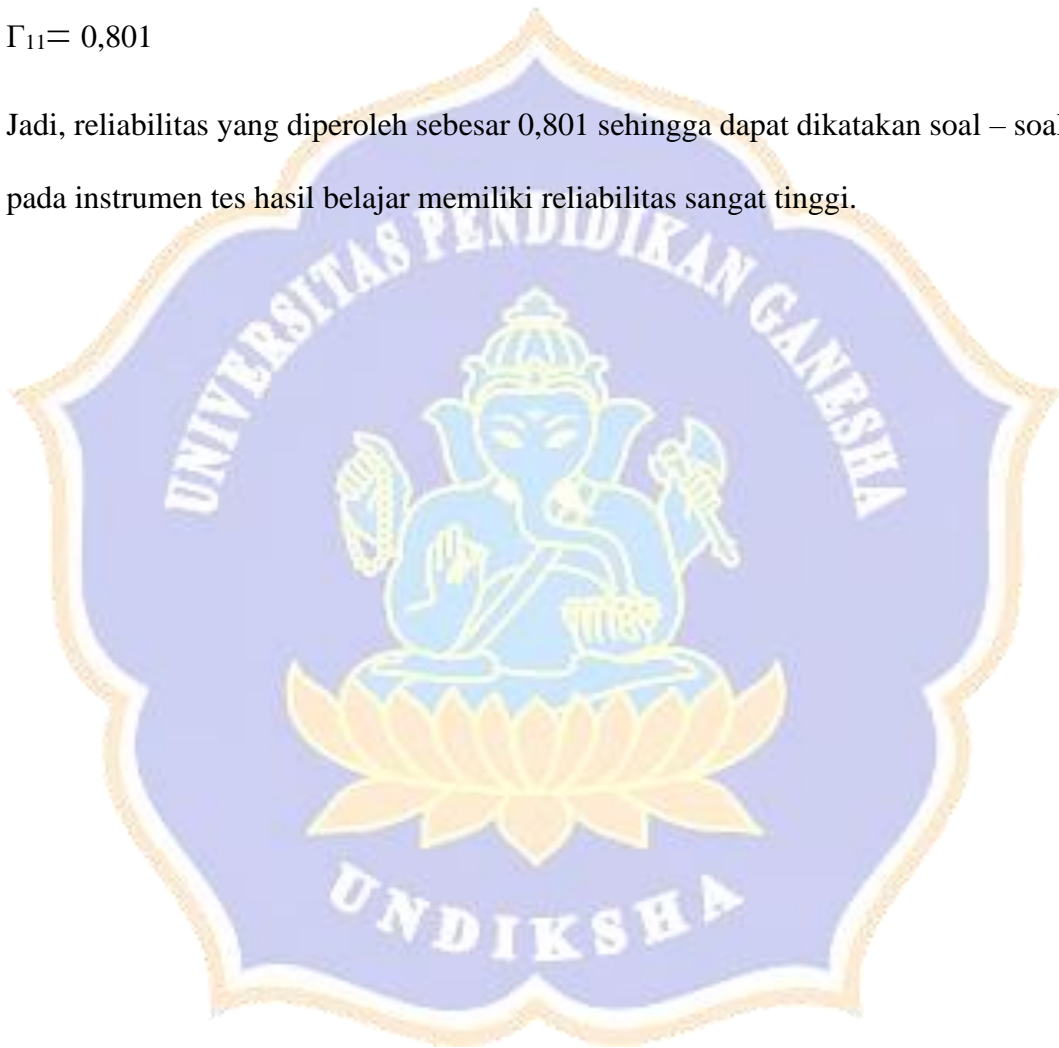 Γ₁₁= 0,801
Jadi, reliabilitas yang diperoleh sebesar 0,801 sehingga dapat dikatakan soal – soal
pada instrumen tes hasil belajar memiliki reliabilitas sangat tinggi.
UNIVERSITAS PENDIDIKAN GANESHA
UNDIKSHA